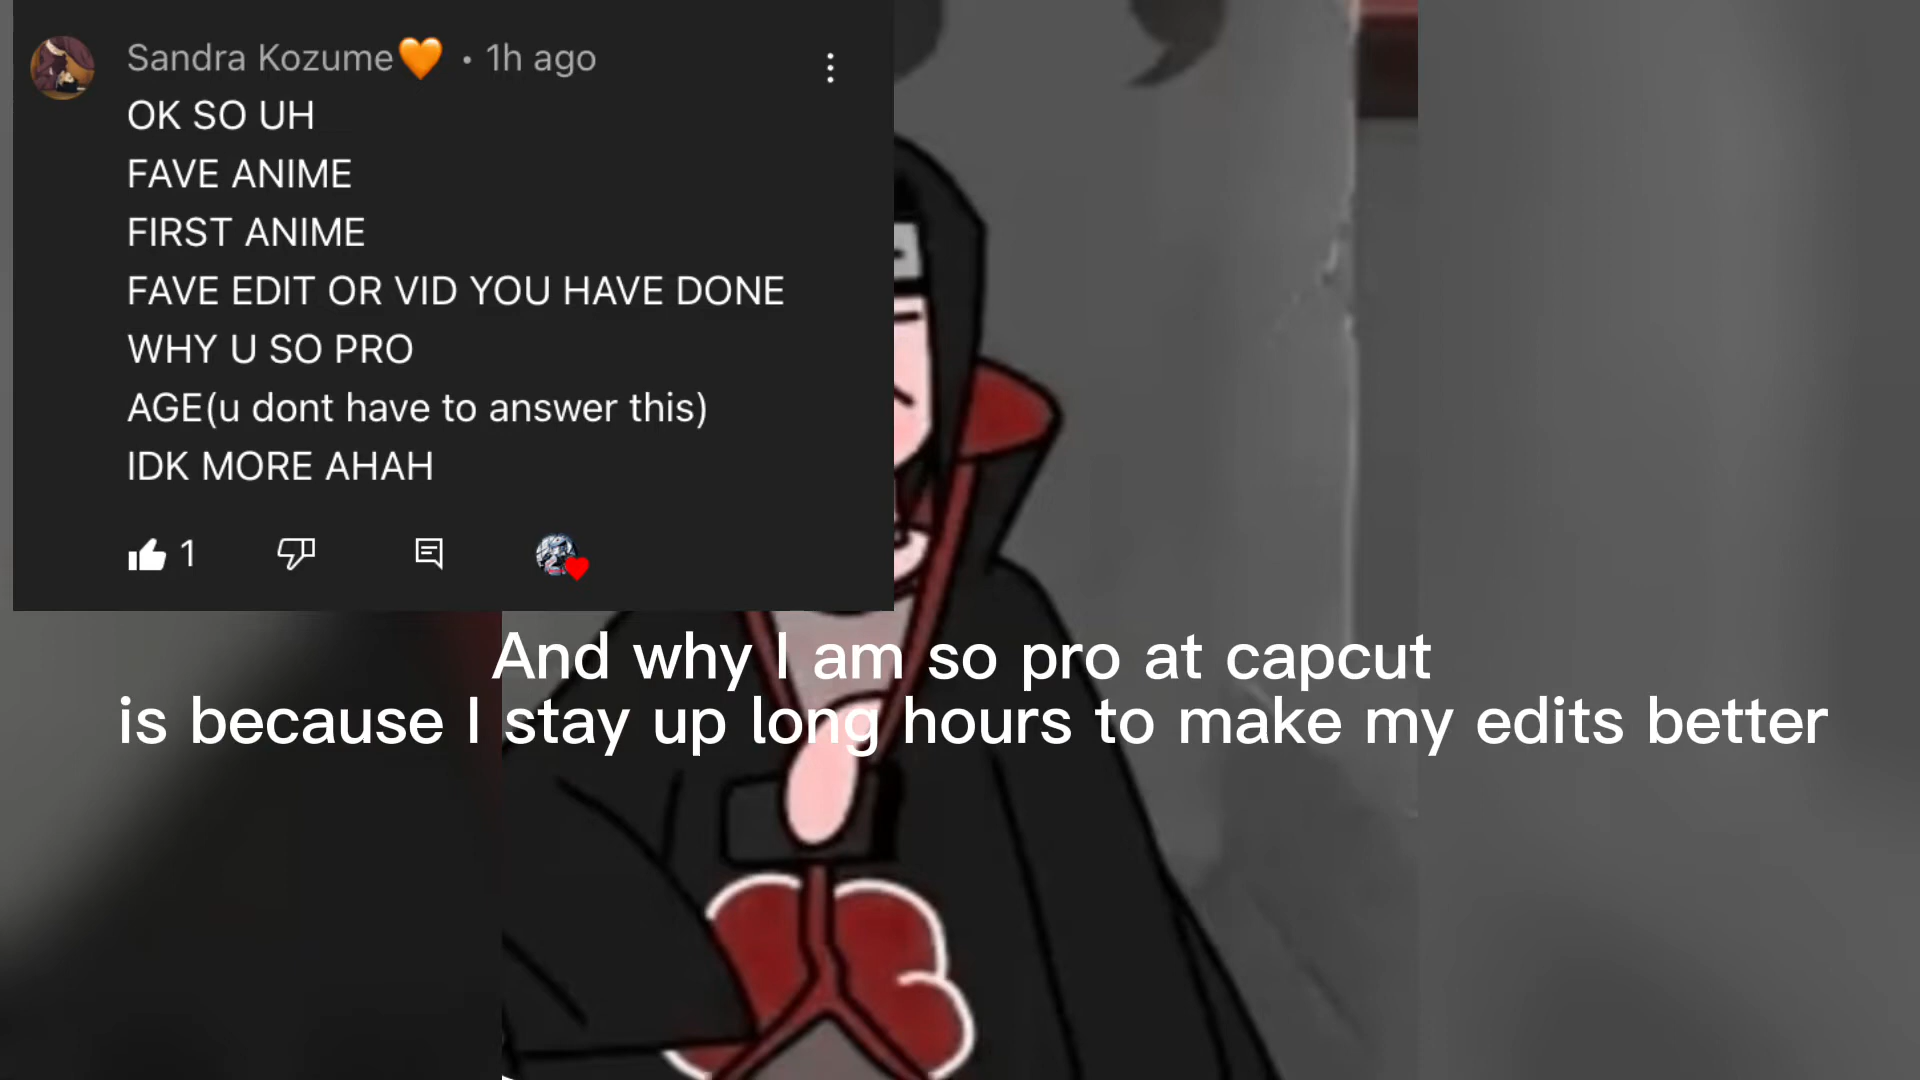 Sandra Kozume🧡 • 1h ago
OK SO UH
FAVE ANIME
FIRST ANIME
FAVE EDIT OR VID YOU HAVE DONE
WHY U SO PRO
AGE(u dont have to answer this)
IDK MORE AHAH
1
And why I am so pro at capcut
is because I stay up long hours to make my edits better